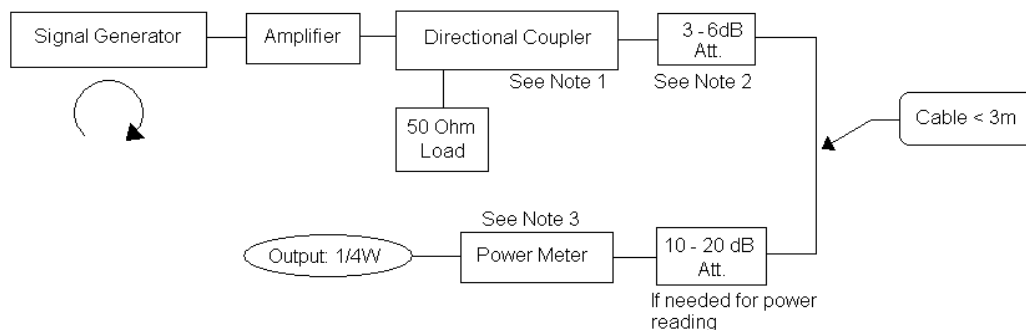 Signal Generator
Amplifier
Directional Coupler
3 - 6dB
Att.
See Note 1
See Note 2
50 Ohm
Load
Cable < 3m
See Note 3
Output: 1/4W
Power Meter
10 - 20 dB
Att.
If needed for power
reading